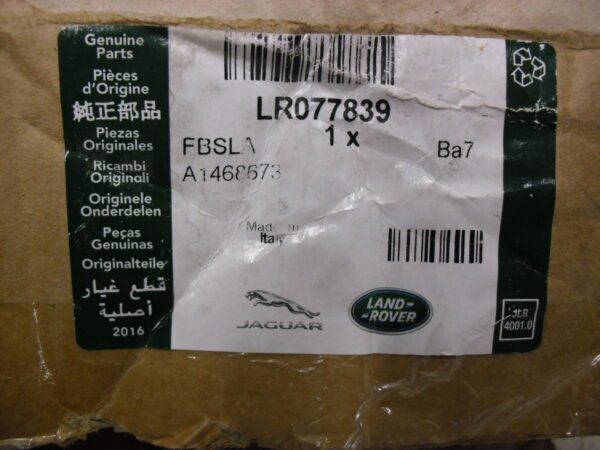 Genuine
Parts
Pièces
d'Origine
純正部品
Piezas
Originales
Ricambi
Originali
Originele
Onderdelen
Peças
Genuinas
Originalteile
قطع غيار
أصلية
2016
LR077839
1 x
FBSLA
Ba7
A1468673
Made in
Italy
JAGUAR
LAND-
-ROVER
JLR
4001.0